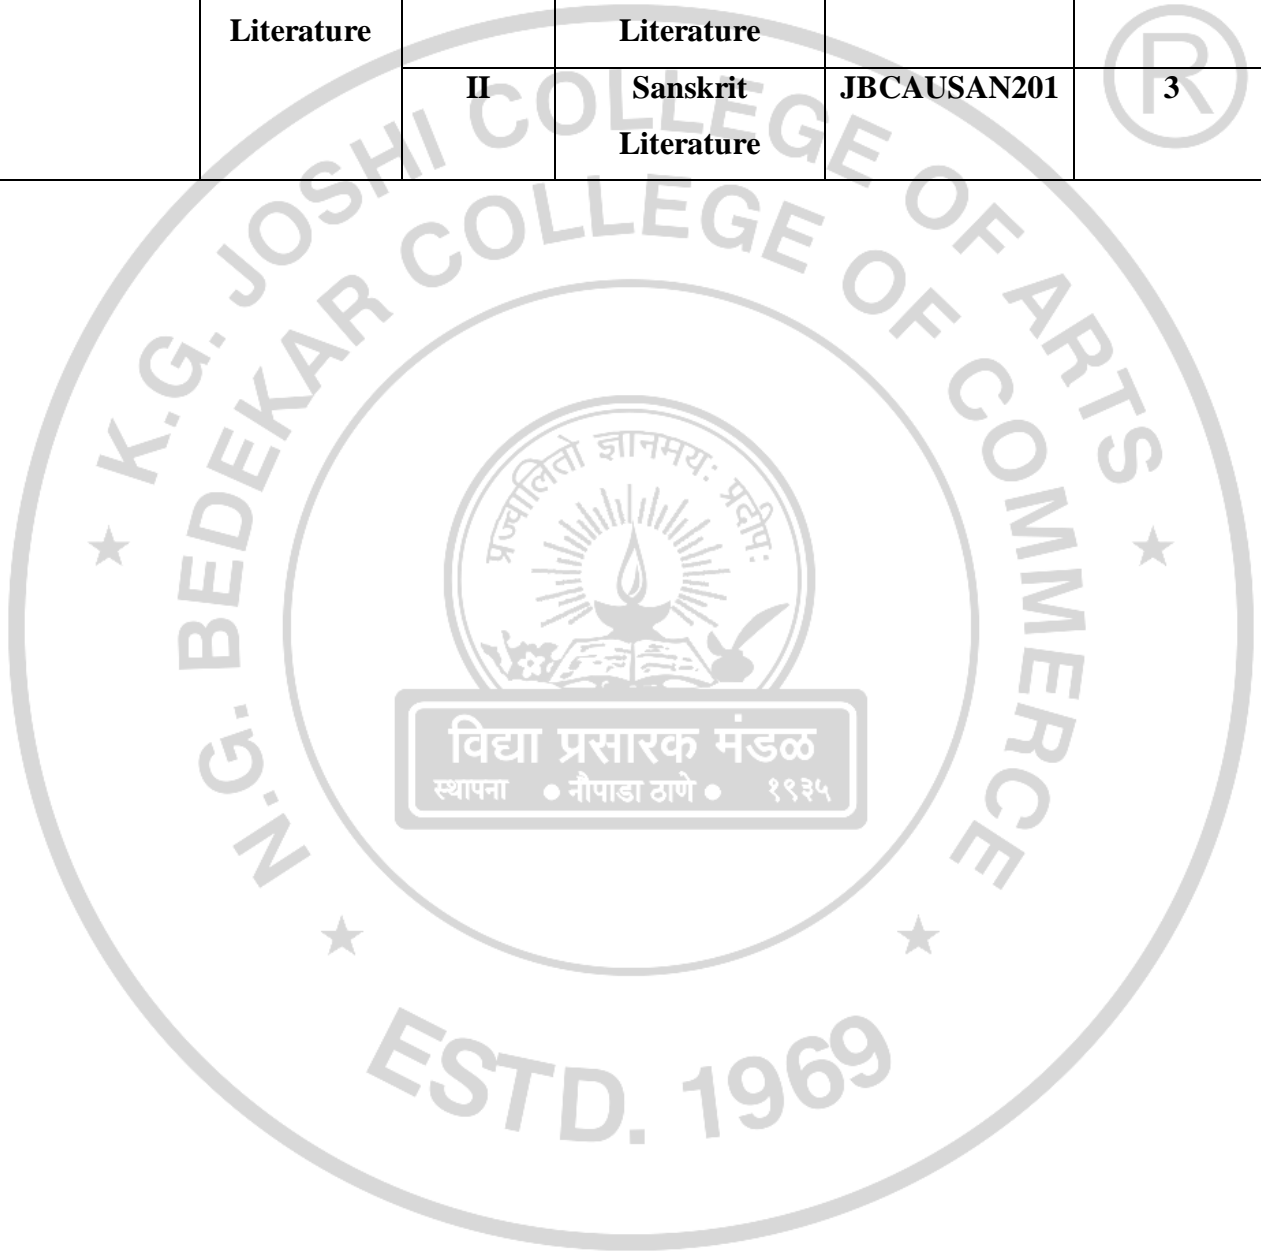 Literature Literature
II Sanskrit JBCAUSAN201 3
Literature
K.G. JOSHI COLLEGE OF ARTS
N.G. BEDEKAR COLLEGE OF COMMERCE
®
प्रज्वालितो ज्ञानमयः प्रदीपः
विद्या प्रसारक मंडळ
स्थापना • नौपाडा ठाणे • १९३५
ESTD. 1969